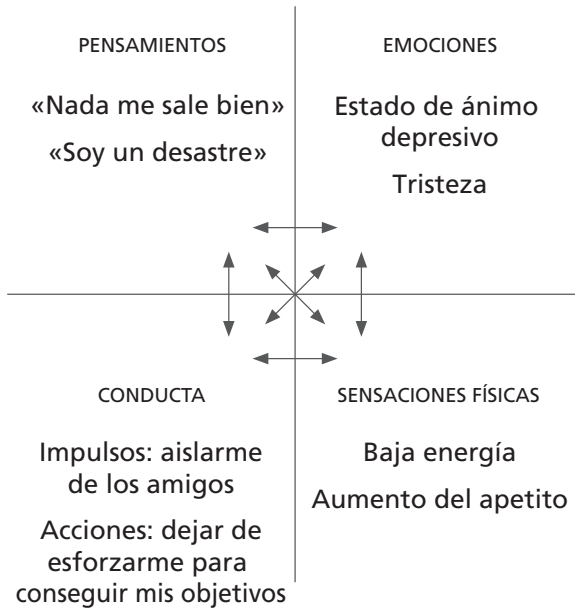 PENSAMIENTOS
«Nada me sale bien»
«Soy un desastre»
EMOCIONES
Estado de ánimo
depresivo
Tristeza
CONDUCTA
Impulsos: aislarme
de los amigos
Acciones: dejar de
esforzarme para
conseguir mis objetivos
SENSACIONES FÍSICAS
Baja energía
Aumento del apetito